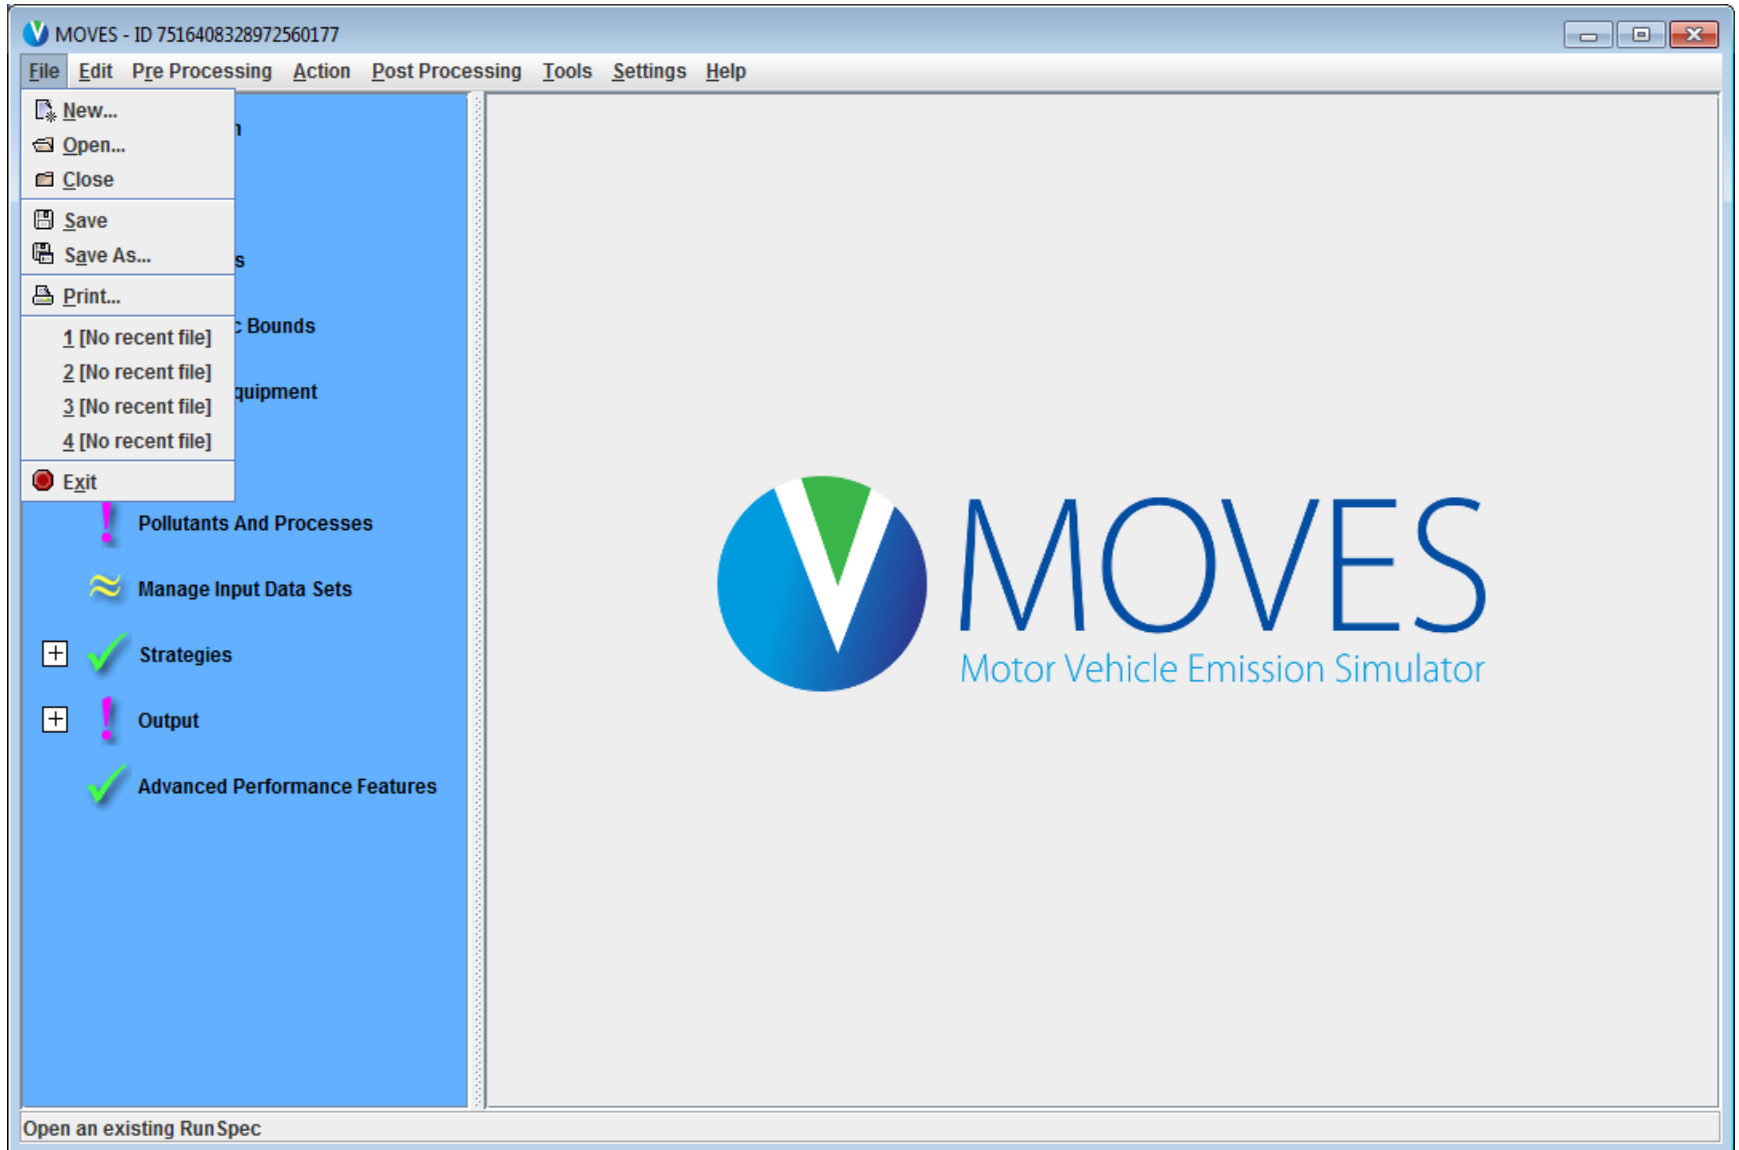 MOVES - ID 7516408328972560177
File Edit Pre Processing Action Post Processing Tools Settings Help
New...
Open...
Close
Save
Save As...
s
Print...
1 [No recent file]
c Bounds
2 [No recent file]
3 [No recent file]
quipment
4 [No recent file]
Exit
Pollutants And Processes
Manage Input Data Sets
Strategies
Output
Advanced Performance Features
MOVES
Motor Vehicle Emission Simulator
Open an existing RunSpec